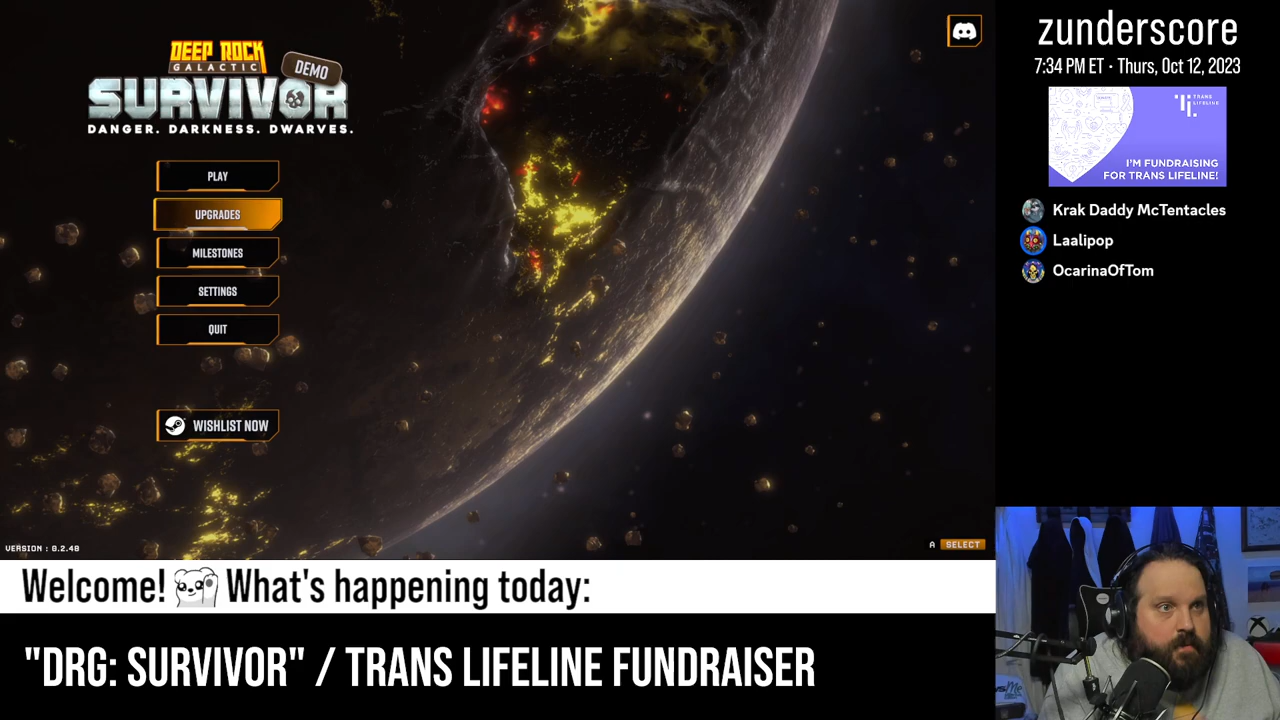 DEEP ROCK
GALACTIC
DEMO
SURVIVOR
DANGER. DARKNESS. DWARVES.
PLAY
UPGRADES
MILESTONES
SETTINGS
QUIT
WISHLIST NOW
VERSION : 0.2.48
A SELECT
zunderscore
7:34 PM ET · Thurs, Oct 12, 2023
TRANS
LIFELINE
I'M FUNDRAISING
FOR TRANS LIFELINE!
Krak Daddy McTentacles
Laalipop
OcarinaOfTom
Welcome! What's happening today:
"DRG: SURVIVOR" / TRANS LIFELINE FUNDRAISER